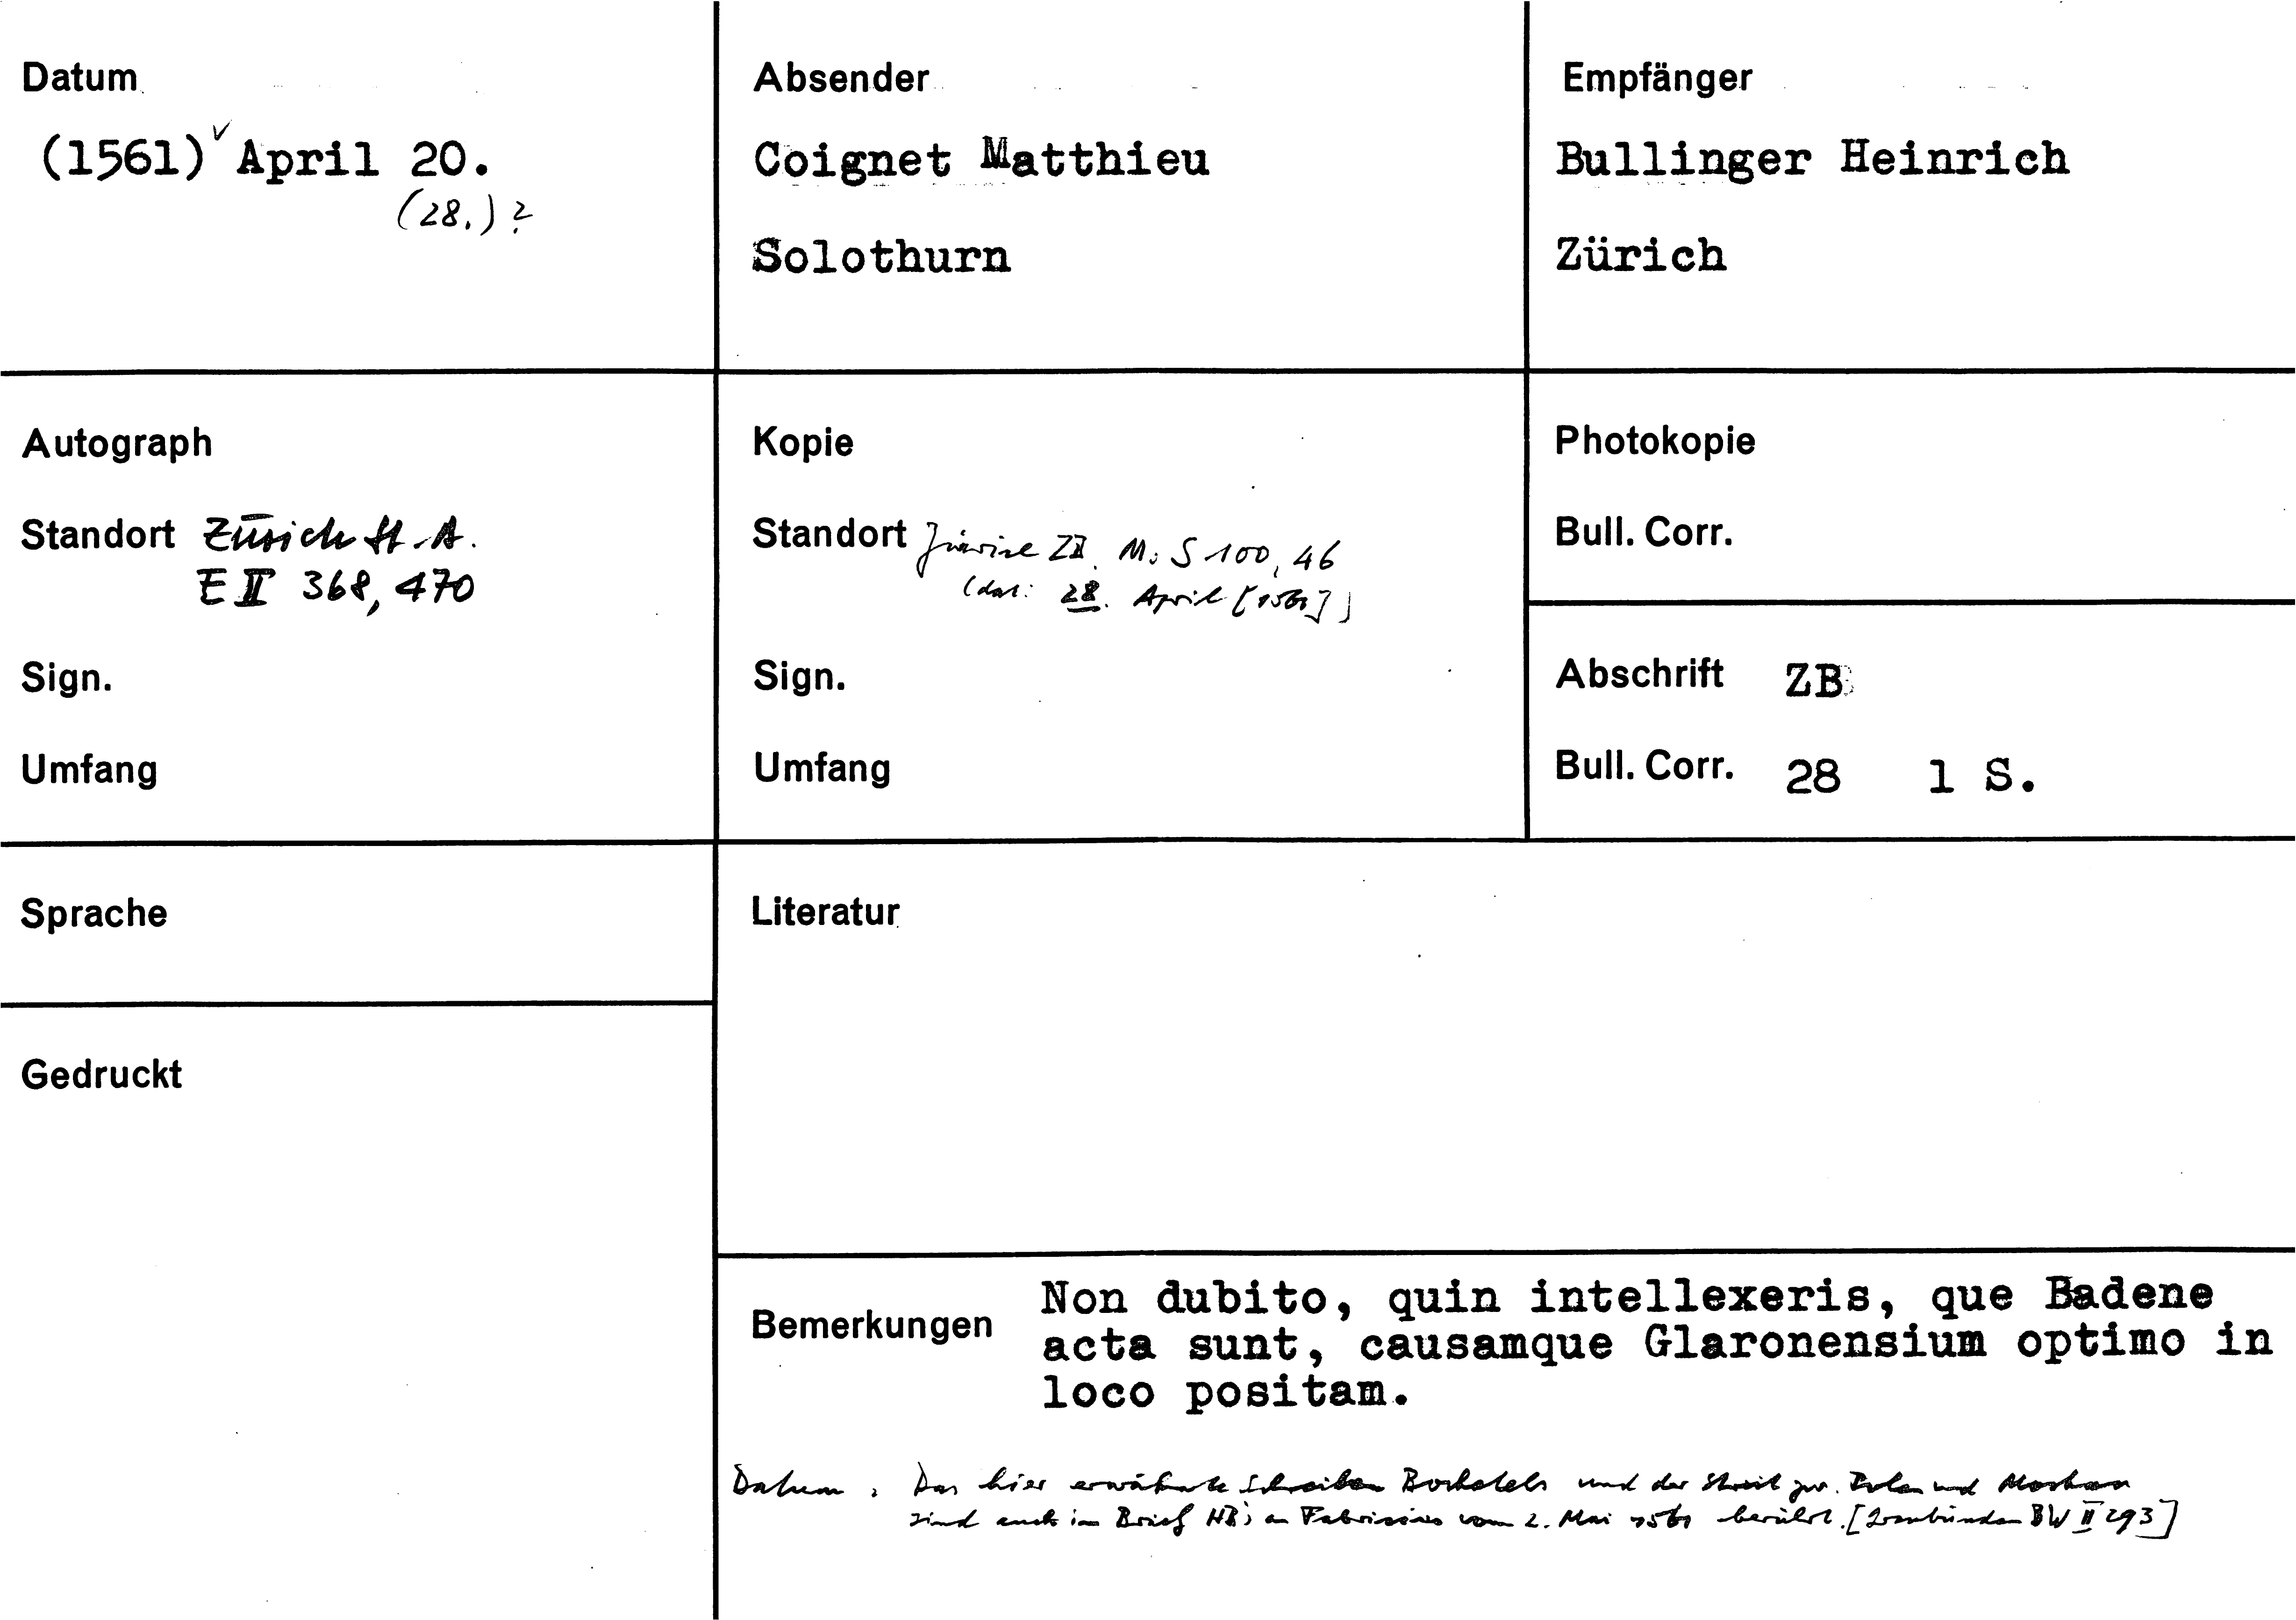 Datum
(1561) April 20.
(28.)?
Absender
Coignet Matthieu
Solothurn
Empfänger
Bullinger Heinrich
Zürich
Autograph
Standort Zürich St.A.
E II 368, 470
Sign.
Umfang
Kopie
Standort Zürich ZB. Ms S 100, 46
(dat: 28. April [1561])
Sign.
Umfang
Photokopie
Bull. Corr.
Abschrift ZB
Bull. Corr. 28 1 S.
Sprache
Literatur
Gedruckt
Bemerkungen Non dubito, quin intellexeris, que Badene
acta sunt, causamque Glaronensium optimo in
loco positam.
Datum: Das hier erwähnte Schreiben und der Streit zw. Polen und Moskau
sind auch im Brief HB's an Fabricius vom 2. Mai 1561 berührt. [Graubünden BW II 293]